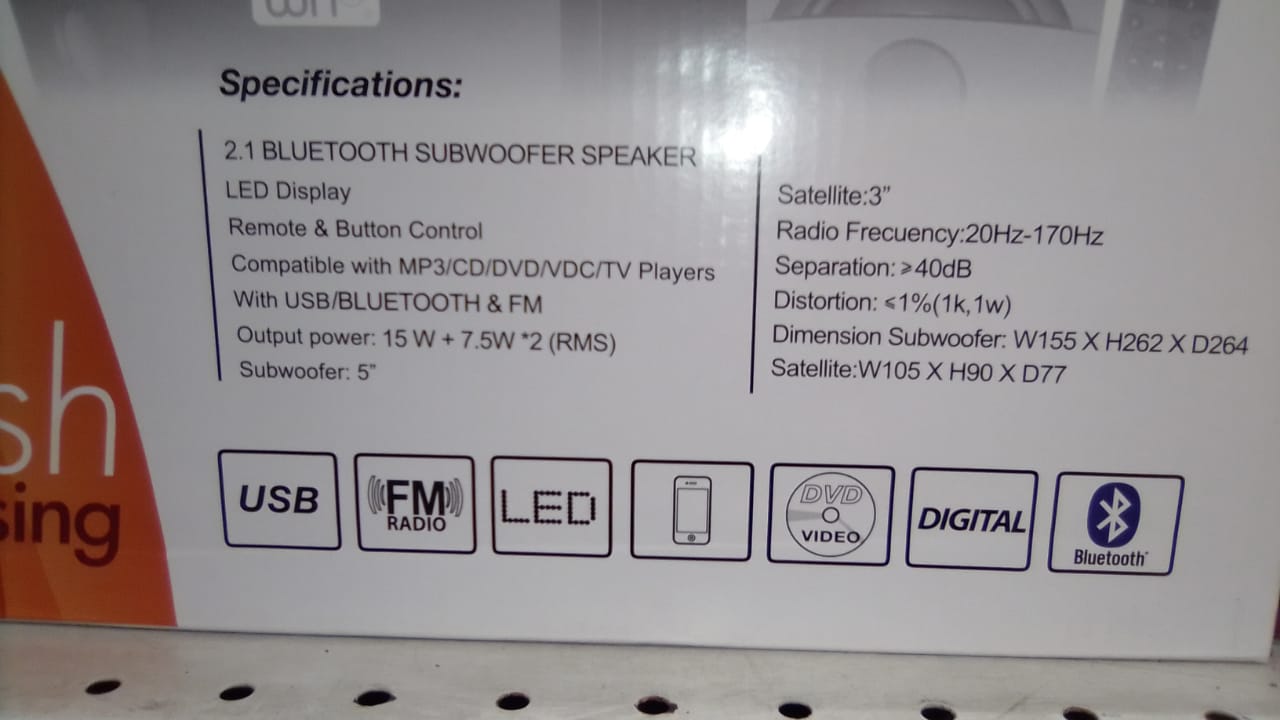 Specifications:
2.1 BLUETOOTH SUBWOOFER SPEAKER
LED Display
Remote & Button Control
Compatible with MP3/CD/DVD/VDC/TV Players
With USB/BLUETOOTH & FM
Output power: 15 W + 7.5W *2 (RMS)
Subwoofer: 5”
Satellite:3”
Radio Frecuency:20Hz-170Hz
Separation: ⩾40dB
Distortion: ⩽1%(1k,1w)
Dimension Subwoofer: W155 X H262 X D264
Satellite:W105 X H90 X D77
sh
sing
USB
FM
RADIO
LED
DVD
VIDEO
DIGITAL
Bluetooth